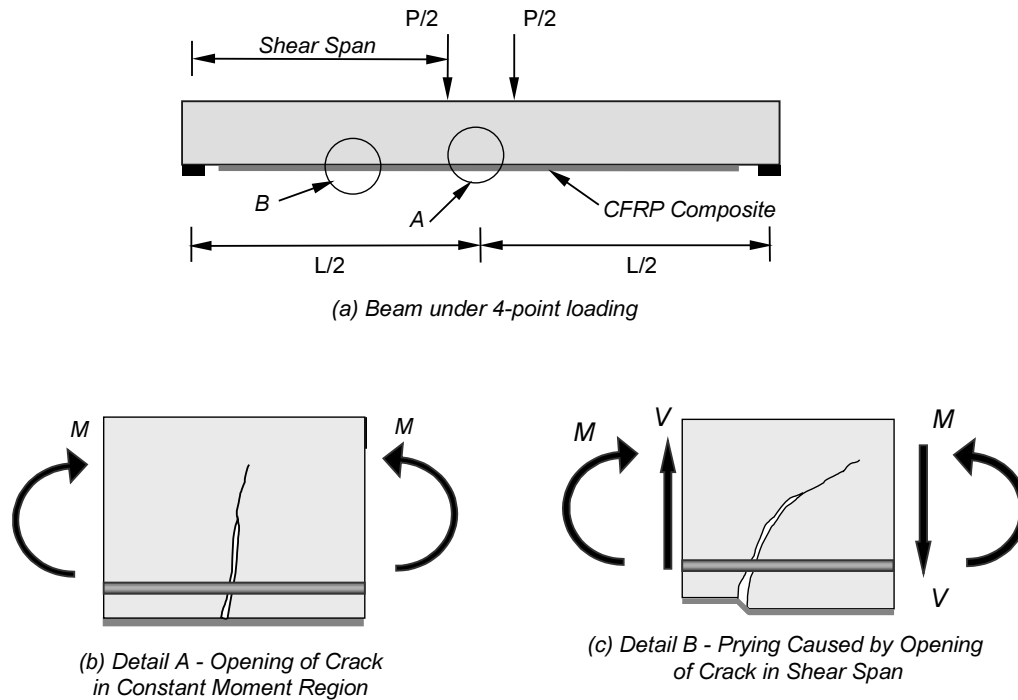 P/2
P/2
Shear Span
B
A
CFRP Composite
L/2
L/2
(a) Beam under 4-point loading
M
M
(b) Detail A - Opening of Crack
in Constant Moment Region
M
V
M
V
(c) Detail B - Prying Caused by Opening
of Crack in Shear Span